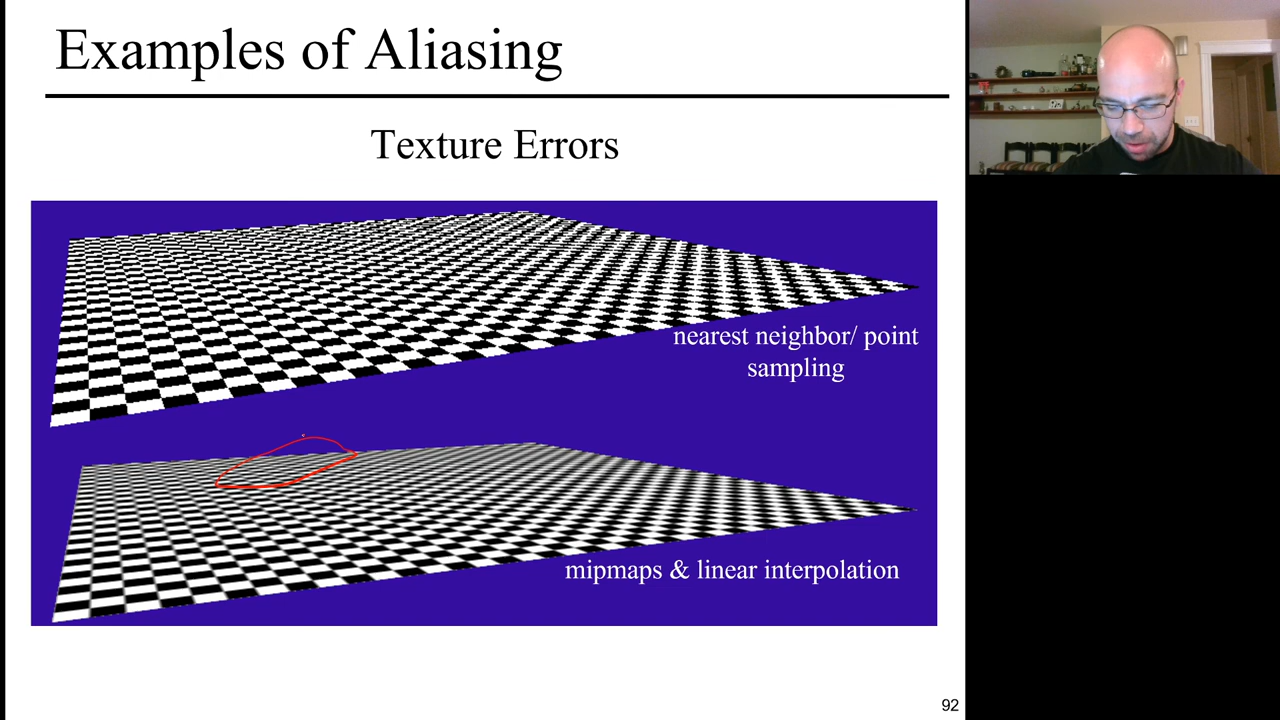 Examples of Aliasing
Texture Errors
nearest neighbor/ point
sampling
mipmaps & linear interpolation
92